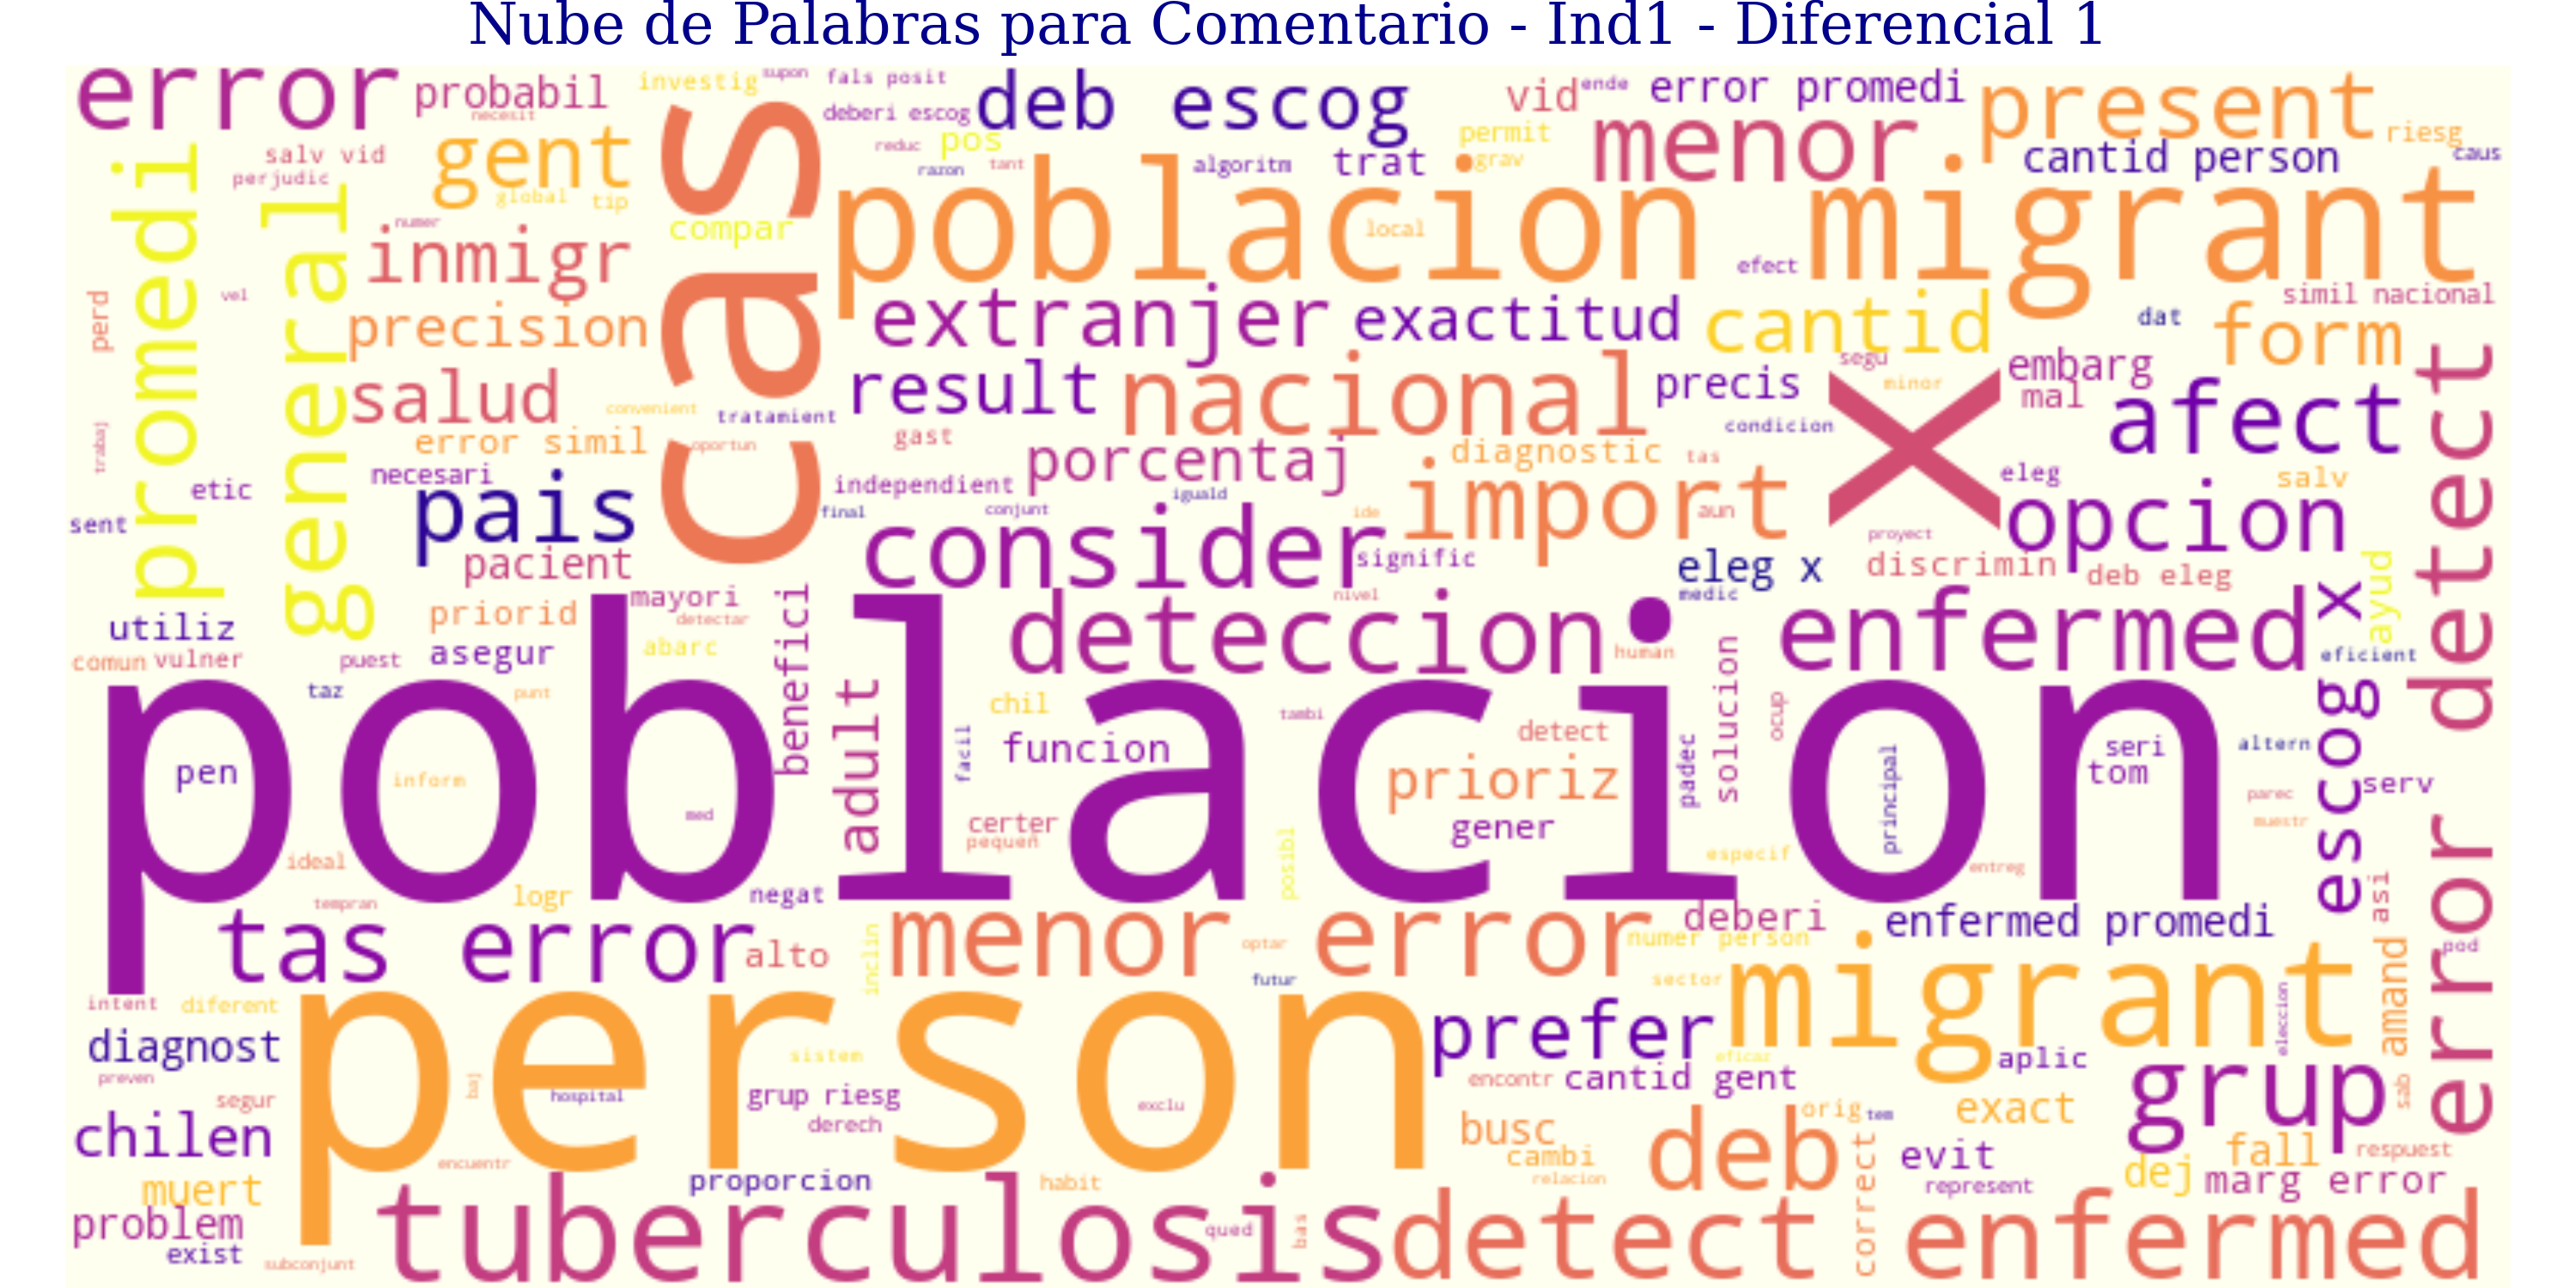 Nube de Palabras para Comentario - Ind1 - Diferencial 1
error
probabil
necesit
investig
supon
fals posit
deberi escog
deb escog
vid
ende
error promedi
present
riesg
caus
promedi
general
salv vid
perjudic
gent
global
tip
cas
compar
pos
reduc
razon
tant
algoritm
trat
permit
grav
menor
cantid person
poblacion migrant
local
efect
numer
inmigr
vel
perd
precision
extranjer
exactitud
cantid
dat
simil nacional
form
salud
convenient
tratamient
result
nacional
precis
segu
minor
X
embarg
mal
afect
error detect
trabaj
error simil
oportun
gast
porcentaj
diagnostic
tas
condicion
necesari
etic
sent
pais
independient
final
conjunt
iguald
ide
import
aun
eleg
salv
opcion
proyect
pacient
consider
signific
eleg x
medic
discrimin
deb eleg
ayud
utiliz
priorid
mayori
detectar
benefici
deteccion
nivel
enfermed
escog x
comun
vulner
puest
asegur
abarc
human
eficient
taz
punt
poblacion
pen
inform
med
adult
facil
chil
funcion
tambi
detect
prioriz
gener
padec
solucion
ocup
principal
seri
tom
altern
serv
parec
muestr
certer
pequeñ
posibl
especif
entreg
ideal
tempran
logr
negat
tas error
alto
inclin
menor error
optar
deberi
numer person
enfermed promedi
asi
pod
intent
diferent
futur
sector
migrant
amand
eleccion
diagnost
preven
person
baj
hospital
sistem
grup riesg
derech
exclu
prefer
eficaz
encontr
cantid gent
aplic
grup
sab
segur
chilen
encuentr
busc
cambi
relacion
deb
orig
tem
exact
correct
evit
represent
fall
dej
respuest
marg error
muert
problem
exist
subconjunt
proporcion
habit
tuberculosis
qued
bas
detect
enfermed